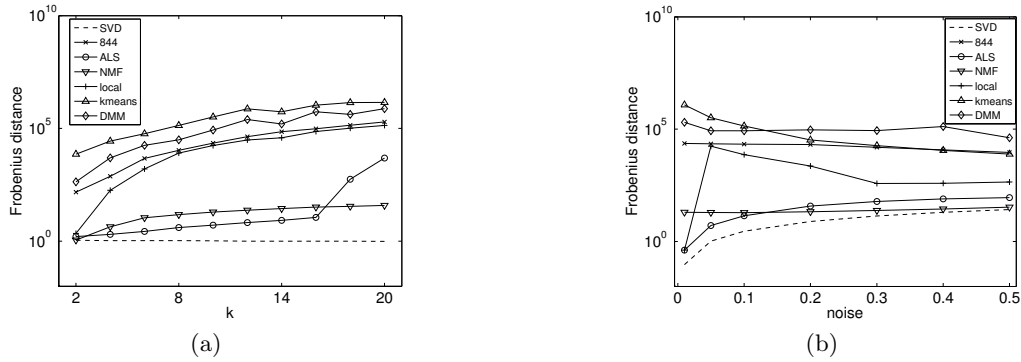 10^10
10^5
10^0
Frobenius distance
SVD
844
ALS
NMF
local
kmeans
DMM
2 8 14 20
k
(a)
10^10
10^5
10^0
Frobenius distance
SVD
844
ALS
NMF
local
kmeans
DMM
0 0.1 0.2 0.3 0.4 0.5
noise
(b)